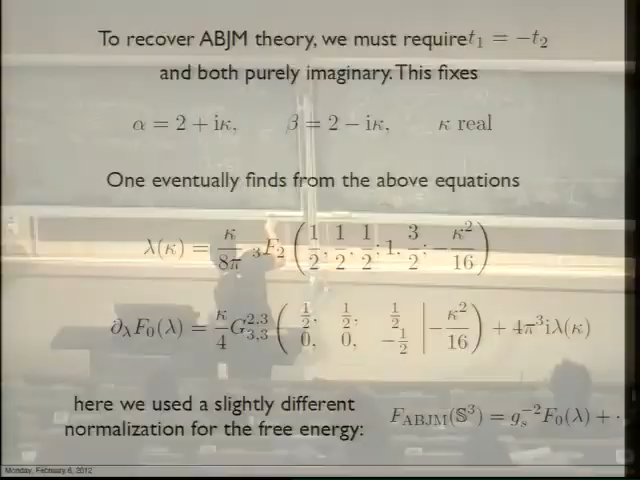 To recover ABJM theory, we must require t₁ = −t₂
and both purely imaginary. This fixes
α = 2 + iκ, β = 2 − iκ, κ real
One eventually finds from the above equations
λ(κ) = κ/8π ₃F₂(1/2, 1/2, 1/2; 1, 3/2; −κ²/16)
∂_λF₀(λ) = κ/4 G^{2,3}_{3,3}(1/2, 1/2, 1/2; 0, 0, −1/2 | −κ²/16) + 4π³iλ(κ)
here we used a slightly different
normalization for the free energy: F_ABJM(𝕊³) = g_s⁻²F₀(λ) + ·
Monday, February 6, 2012